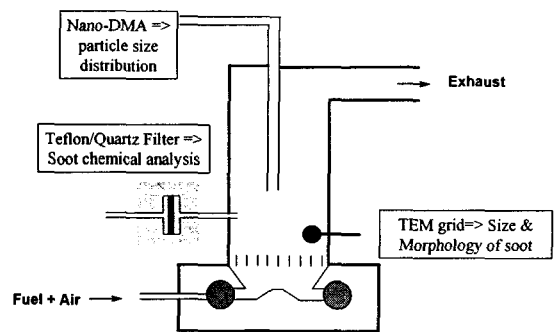 Nano-DMA =>
particle size
distribution
Exhaust
Teflon/Quartz Filter =>
Soot chemical analysis
TEM grid=> Size &
Morphology of soot
Fuel + Air